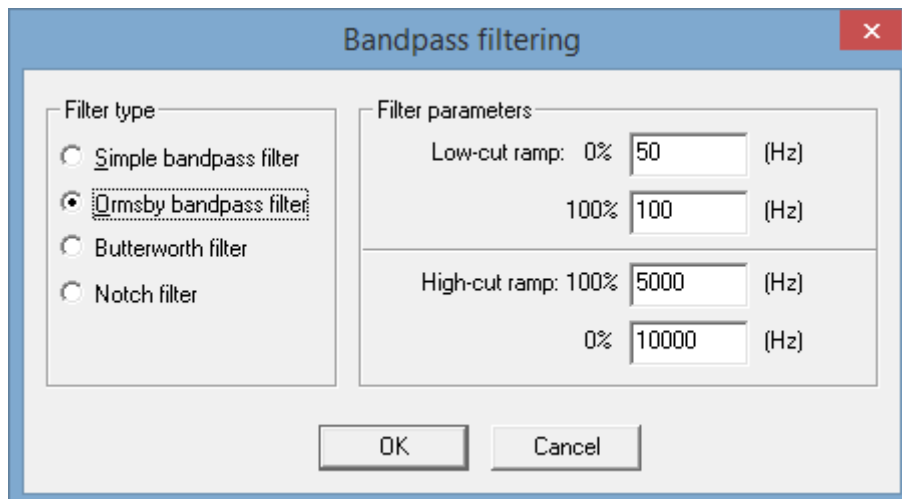 Bandpass filtering
Filter type
Simple bandpass filter
Ormsby bandpass filter
Butterworth filter
Notch filter
Filter parameters
Low-cut ramp: 0% 50 (Hz)
100% 100 (Hz)
High-cut ramp: 100% 5000 (Hz)
0% 10000 (Hz)
OK Cancel